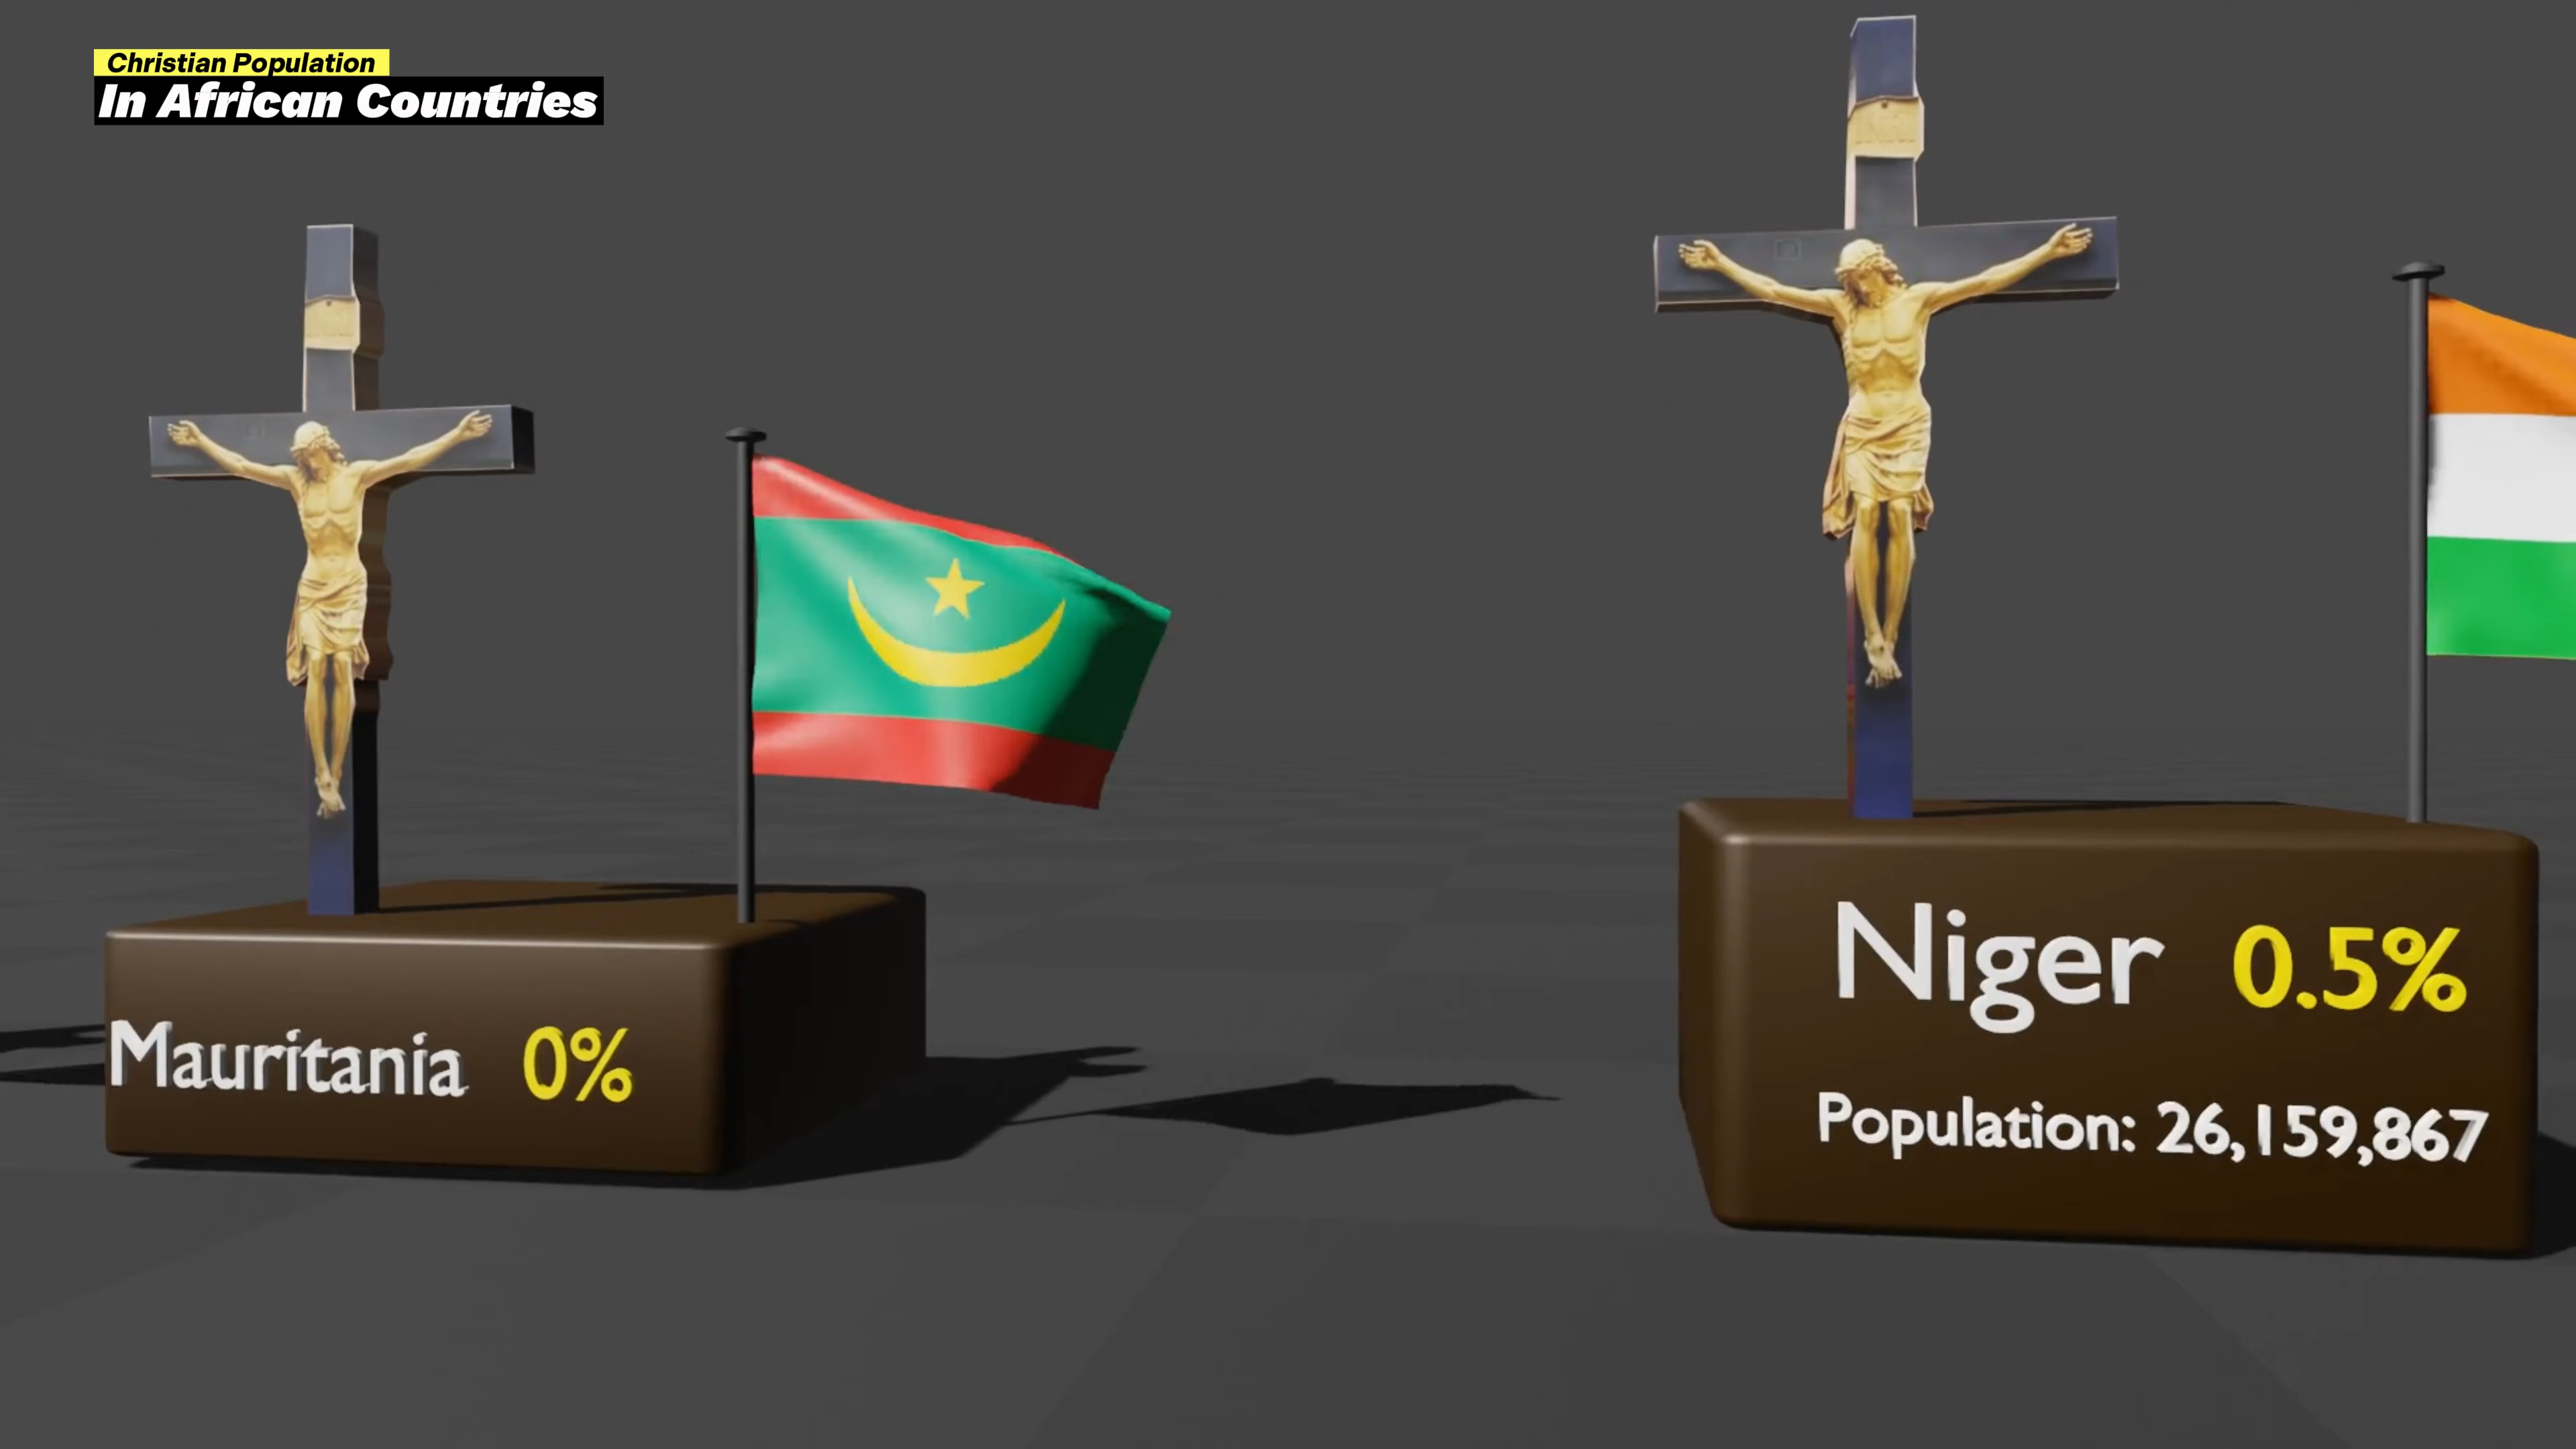 Christian Population
In African Countries
Mauritania 0%
Niger 0.5%
Population: 26,159,867